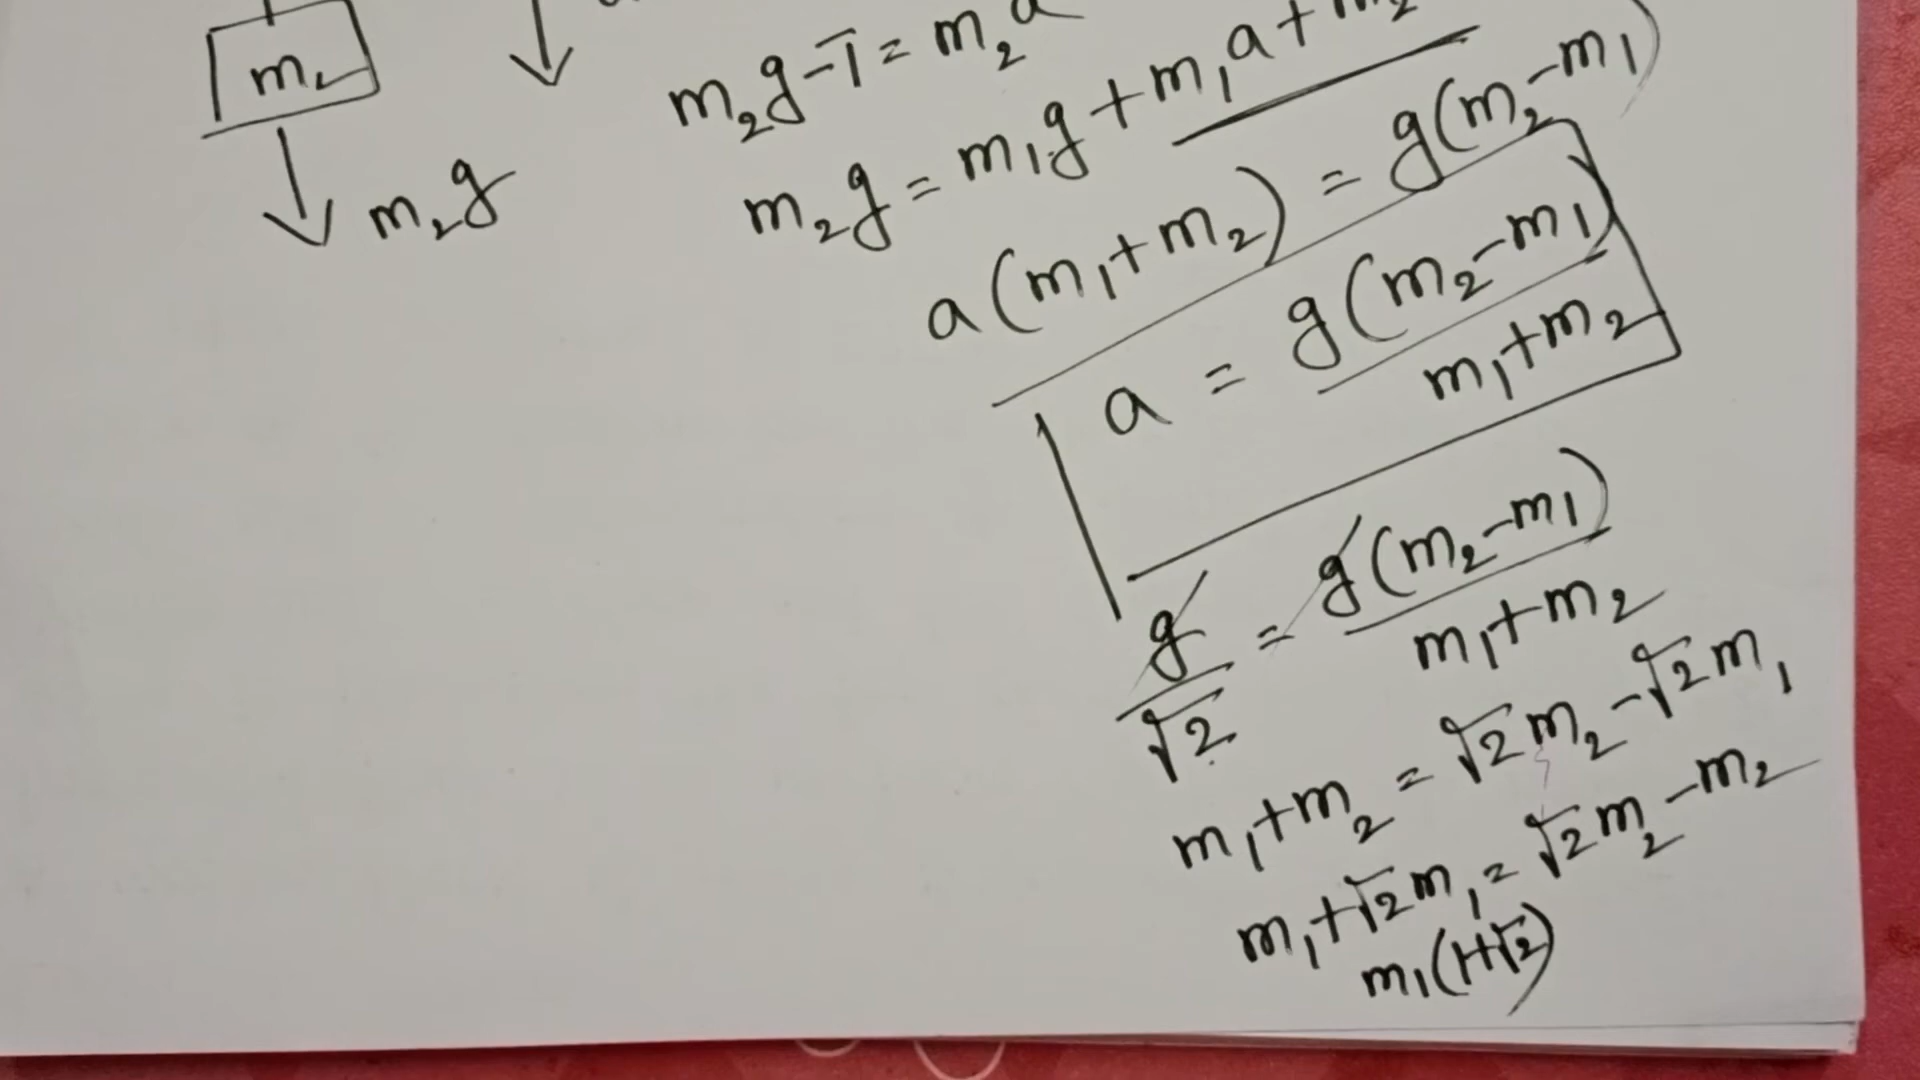 m₂
m₂g
m₂g-T = m₂a
m₂g = m₁g + m₁a + m₂
a(m₁+m₂) = g(m₂-m₁)
a = g(m₂-m₁) / m₁+m₂
g/√2 = g(m₂-m₁) / m₁+m₂
m₁+m₂ = √2m₂-√2m₁
m₁+√2m₁ = √2m₂-m₂
m₁(1+√2)